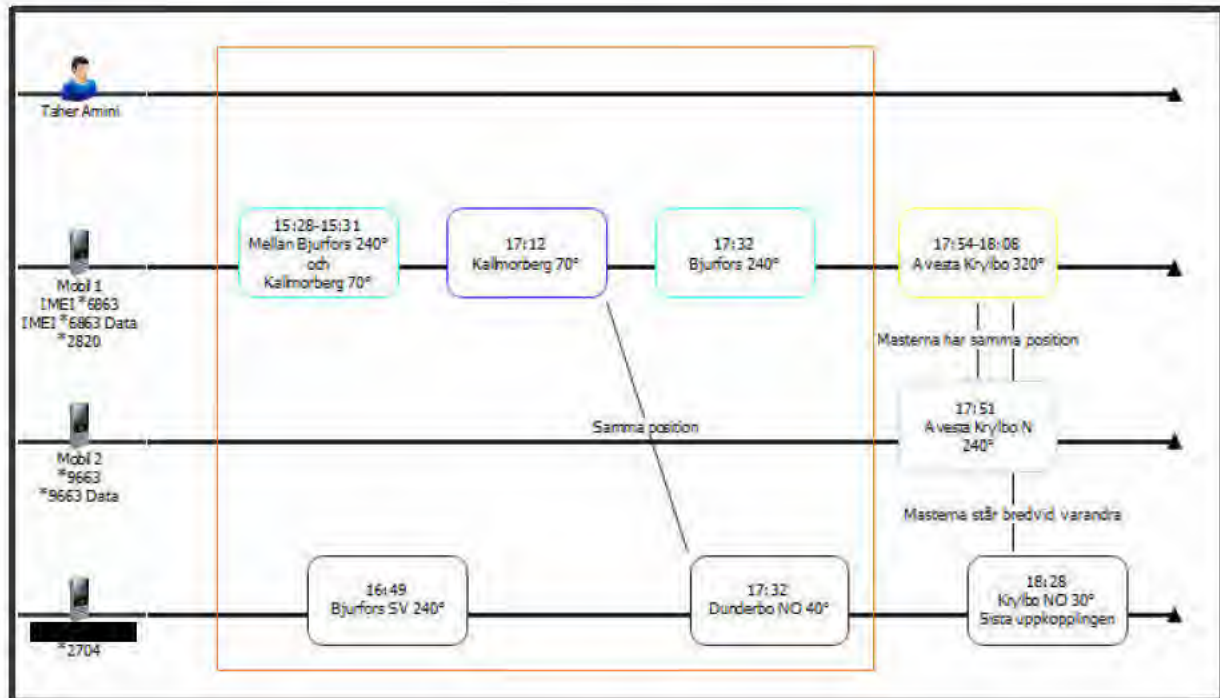 Taher Amini
15:28-15:31
Mellan Bjurfors 240°
och
Kallmorberg 70°
17:12
Kallmorberg 70°
17:32
Bjurfors 240°
17:54-18:08
Avesta Krylbo 320°
Mobil 1
IMEI *6863
IMEI *6863 Data
*2820
Masterna har samma position
17:51
Avesta Krylbo N
240°
Samma position
Mobil 2
*9663
*9663 Data
Masterna står bredvid varandra
16:49
Bjurfors SV 240°
17:32
Dunderbo NO 40°
18:28
Krylbo NO 30°
Sista uppkopplingen
*2704